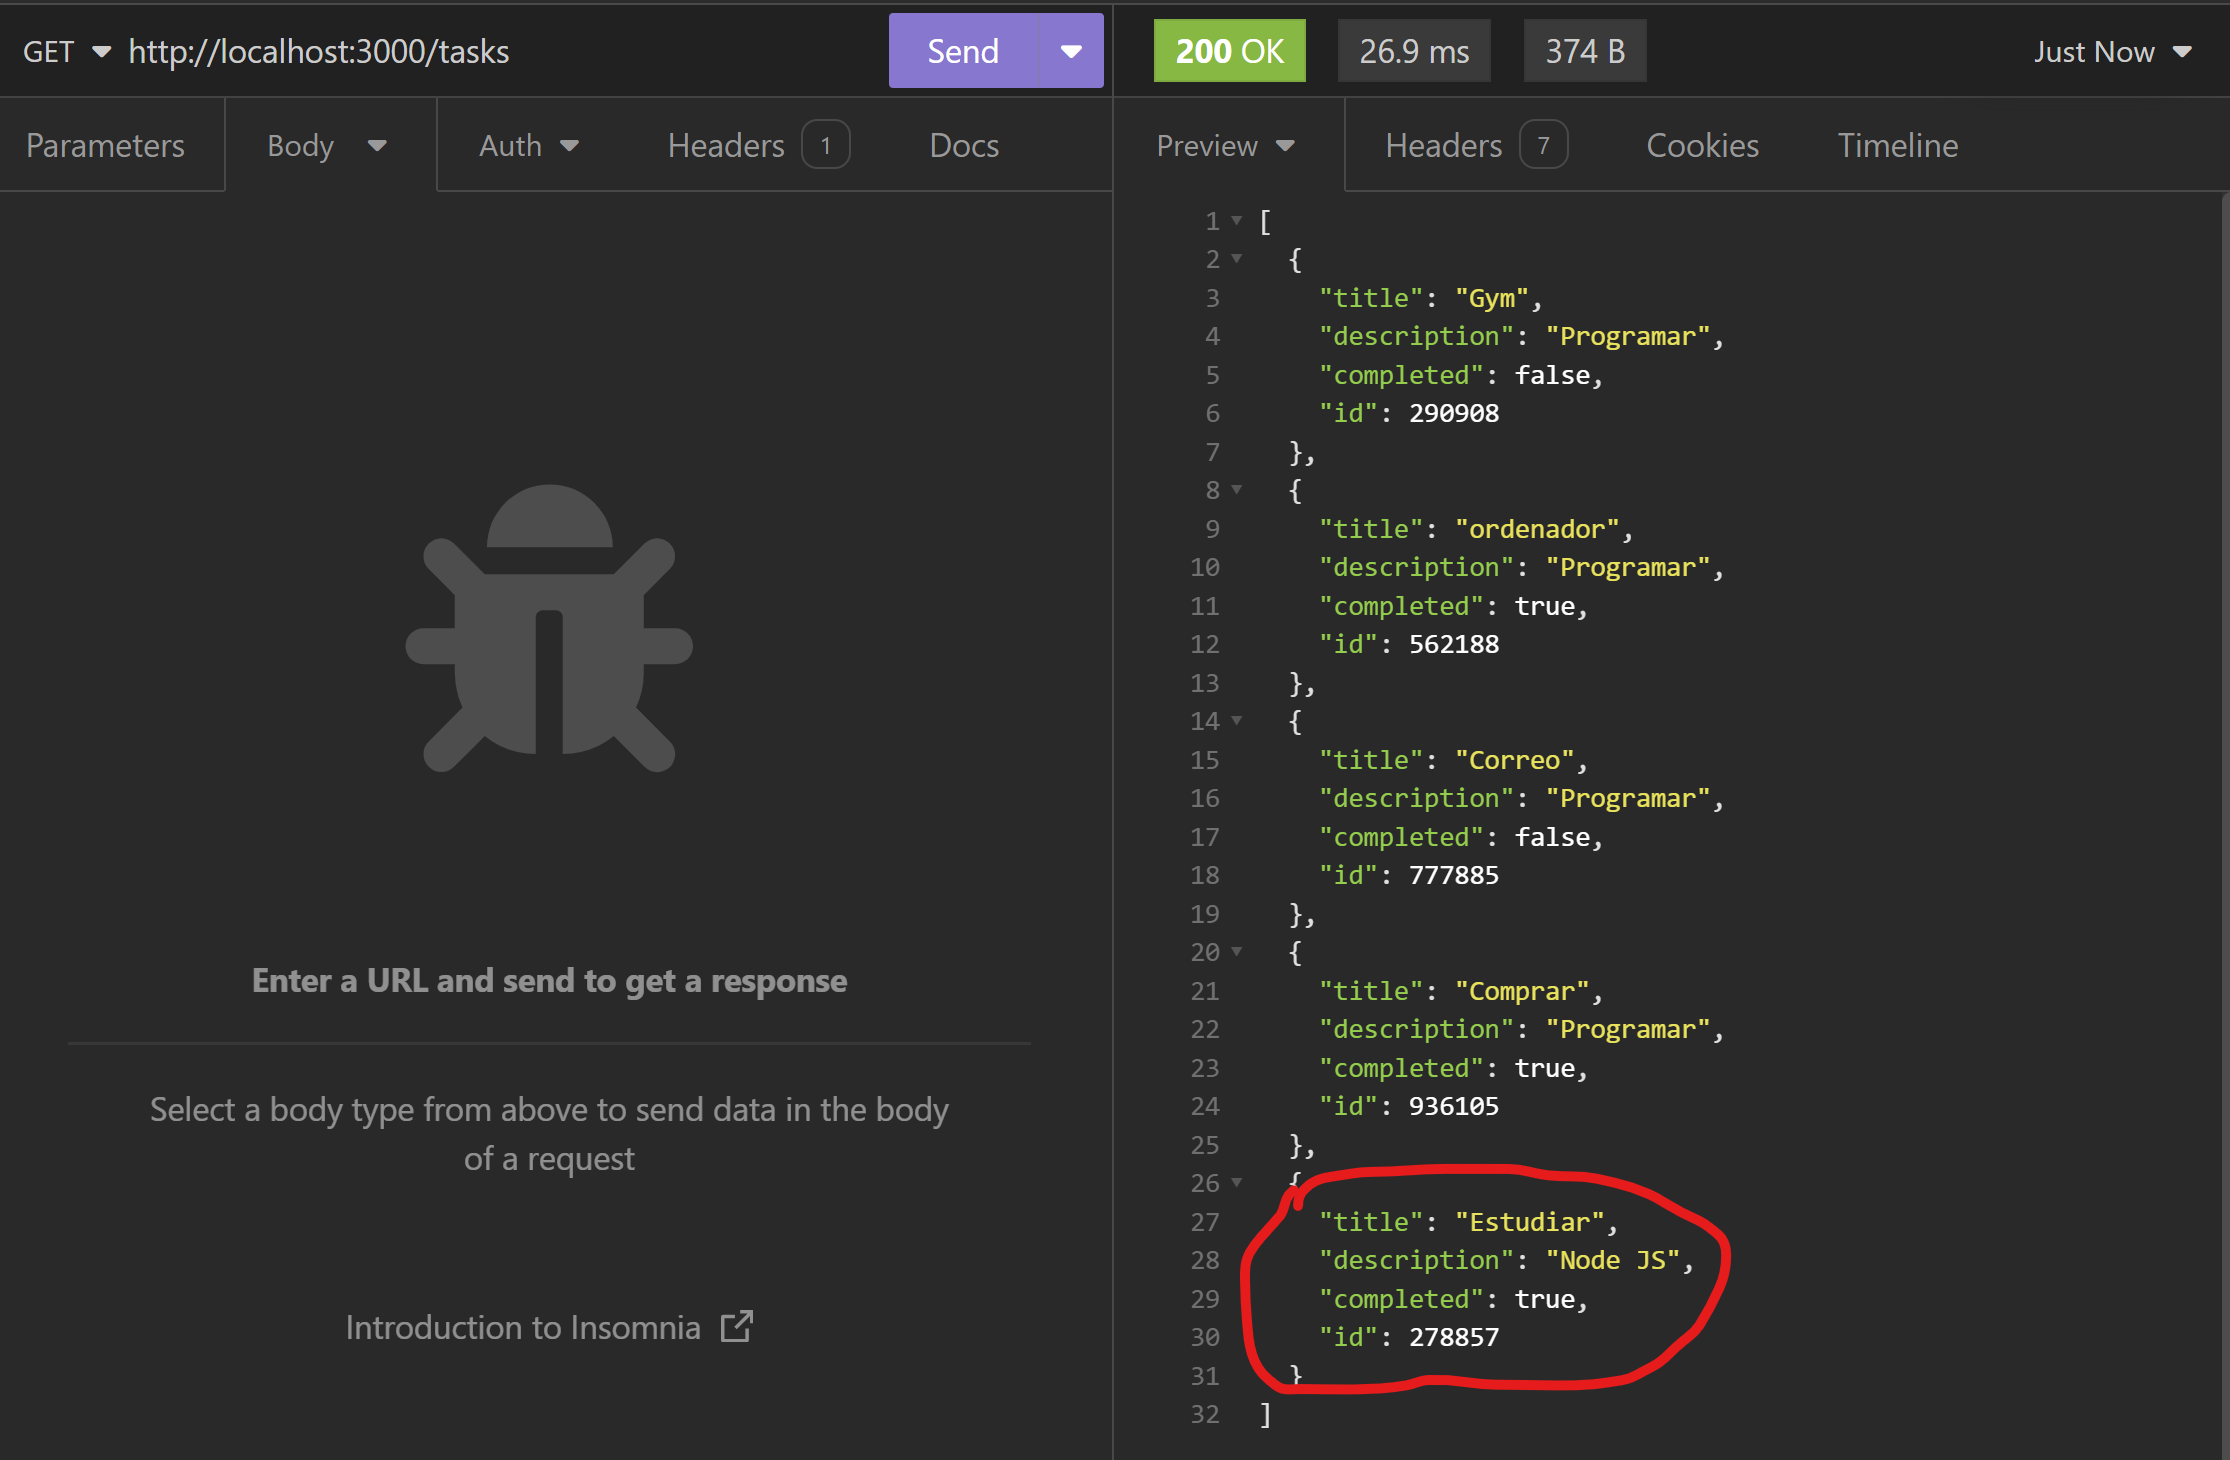 GET http://localhost:3000/tasks Send 200 OK 26.9 ms 374 B Just Now
Parameters Body Auth Headers 1 Docs Preview Headers 7 Cookies Timeline
Enter a URL and send to get a response
Select a body type from above to send data in the body
of a request
Introduction to Insomnia
1 [
2 {
3 "title": "Gym",
4 "description": "Programar",
5 "completed": false,
6 "id": 290908
7 },
8 {
9 "title": "ordenador",
10 "description": "Programar",
11 "completed": true,
12 "id": 562188
13 },
14 {
15 "title": "Correo",
16 "description": "Programar",
17 "completed": false,
18 "id": 777885
19 },
20 {
21 "title": "Comprar",
22 "description": "Programar",
23 "completed": true,
24 "id": 936105
25 },
26 {
27 "title": "Estudiar",
28 "description": "Node JS",
29 "completed": true,
30 "id": 278857
31 }
32 ]